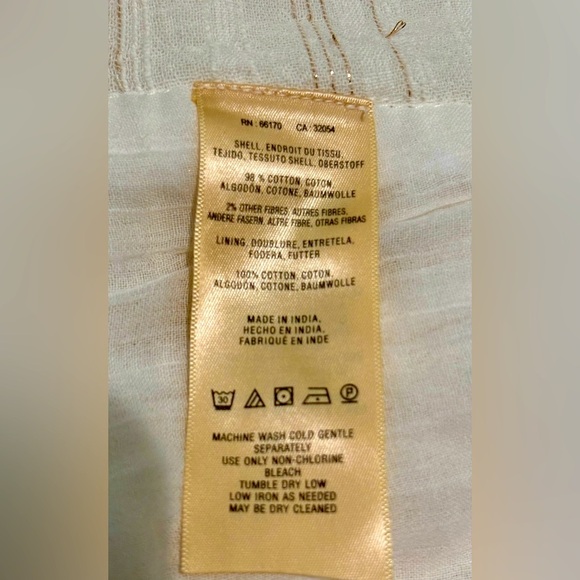 RN : 66170 CA : 32054
SHELL, ENDROIT DU TISSU,
TEJIDO, TESSUTO SHELL, OBERSTOFF
98 % COTTON, COTON,
ALGODÓN, COTONE, BAUMWOLLE
2% OTHER FIBRES, AUTRES FIBRES,
ANDERE FASERN, ALTRE FIBRE, OTRAS FIBRAS
LINING, DOUBLURE, ENTRETELA,
FODERA, FUTTER
100% COTTON, COTON,
ALGODÓN, COTONE, BAUMWOLLE
MADE IN INDIA,
HECHO EN INDIA,
FABRIQUÉ EN INDE
30 P
MACHINE WASH COLD GENTLE
SEPARATELY
USE ONLY NON-CHLORINE
BLEACH
TUMBLE DRY LOW
LOW IRON AS NEEDED
MAY BE DRY CLEANED